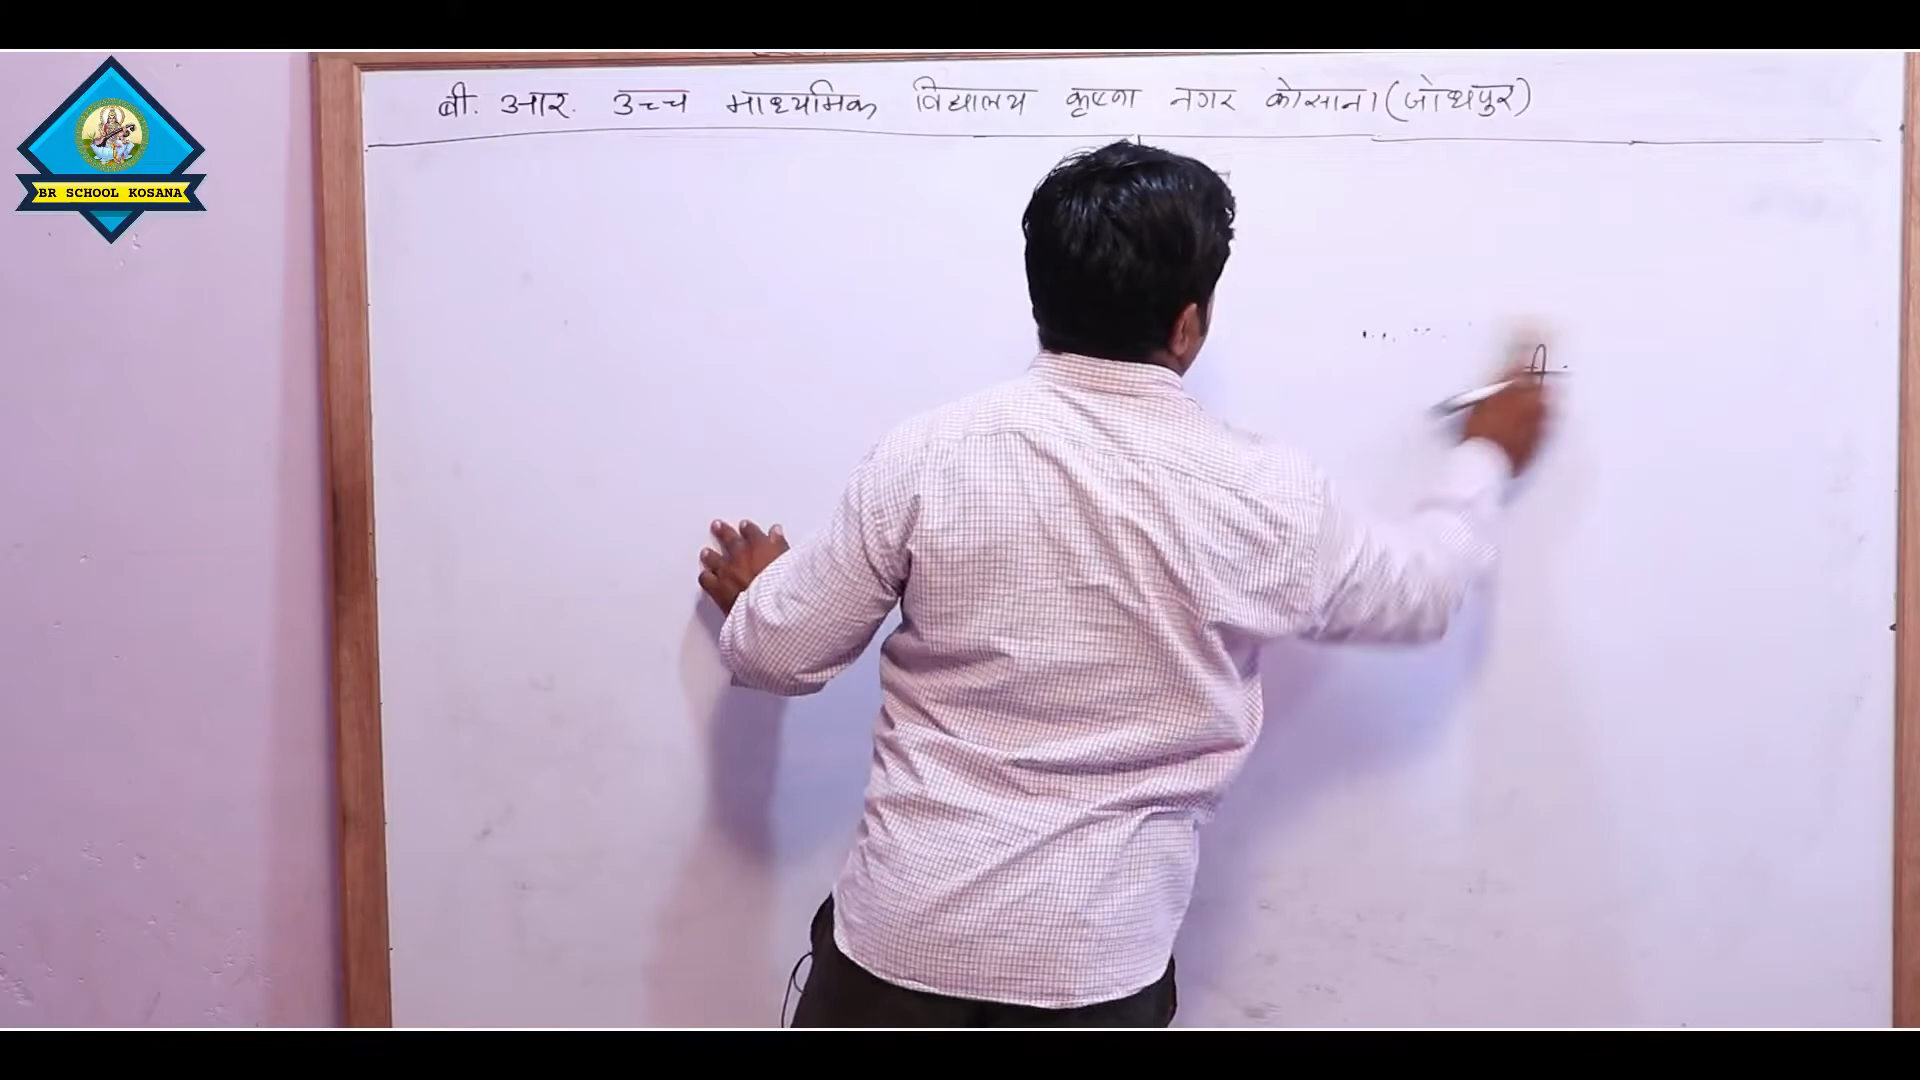 बी. आर. उच्च माध्यमिक विद्यालय कृष्णा नगर कोसाना (जोधपुर)
BR SCHOOL KOSANA